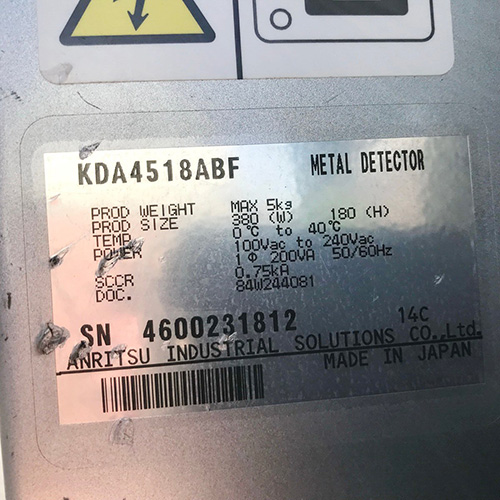 KDA4518ABF METAL DETECTOR
PROD WEIGHT MAX 5kg
PROD SIZE 380 (W) 180 (H)
TEMP 0℃ to 40℃
POWER 100Vac to 240Vac
1Φ 200VA 50/60Hz
SCCR 0.75kA
DOC. 84W244081
SN 4600231812 14C
ANRITSU INDUSTRIAL SOLUTIONS CO.,Ltd.
MADE IN JAPAN